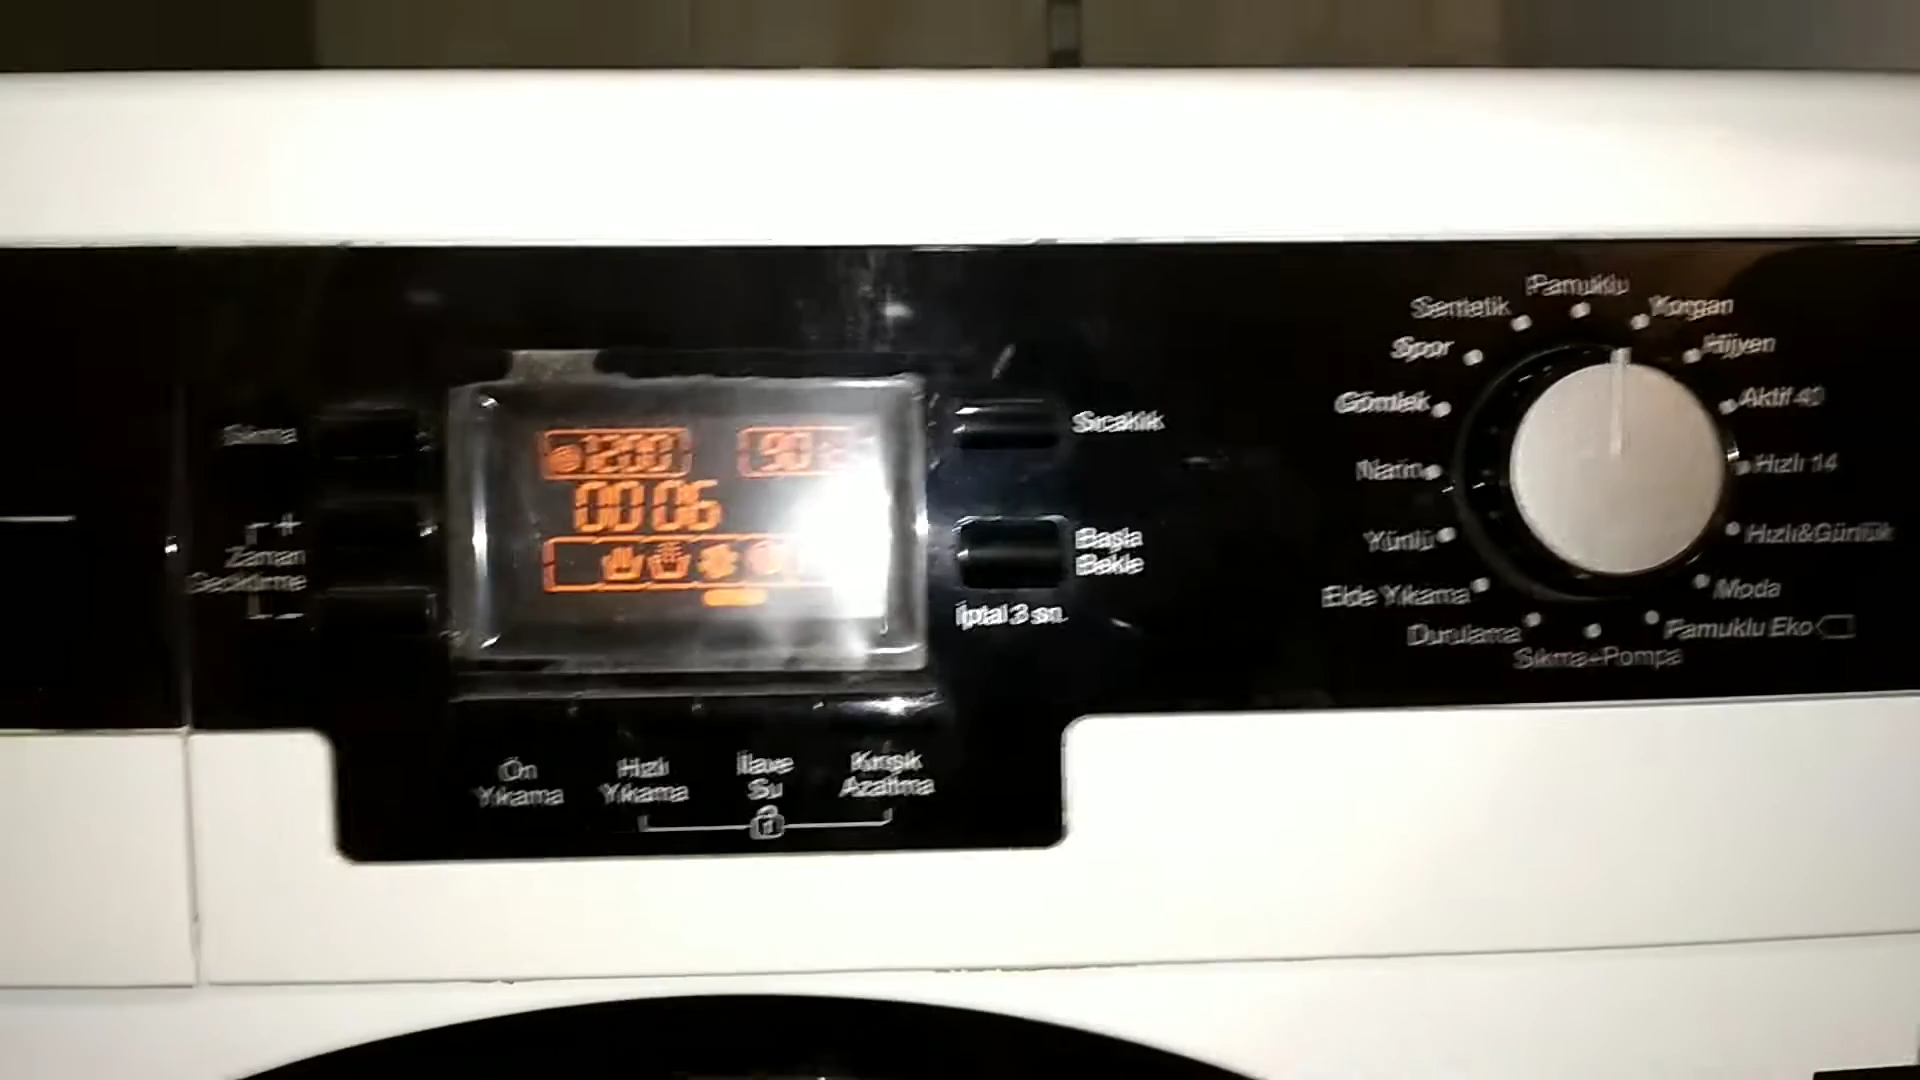 Sıkma
+
Zaman
Geciktirme
-
1200
90
00 06
Sıcaklık
Başla
Bekle
İptal 3 sn.
Ön
Yıkama
Hızlı
Yıkama
İlave
Su
Kırışık
Azaltma
Pamuklu
Yorgan
Hijyen
Aktif 40
Hızlı 14
Hızlı&Günlük
Moda
Pamuklu Eko
Sıkma+Pompa
Durulama
Elde Yıkama
Yünlü
Narin
Gömlek
Spor
Sentetik